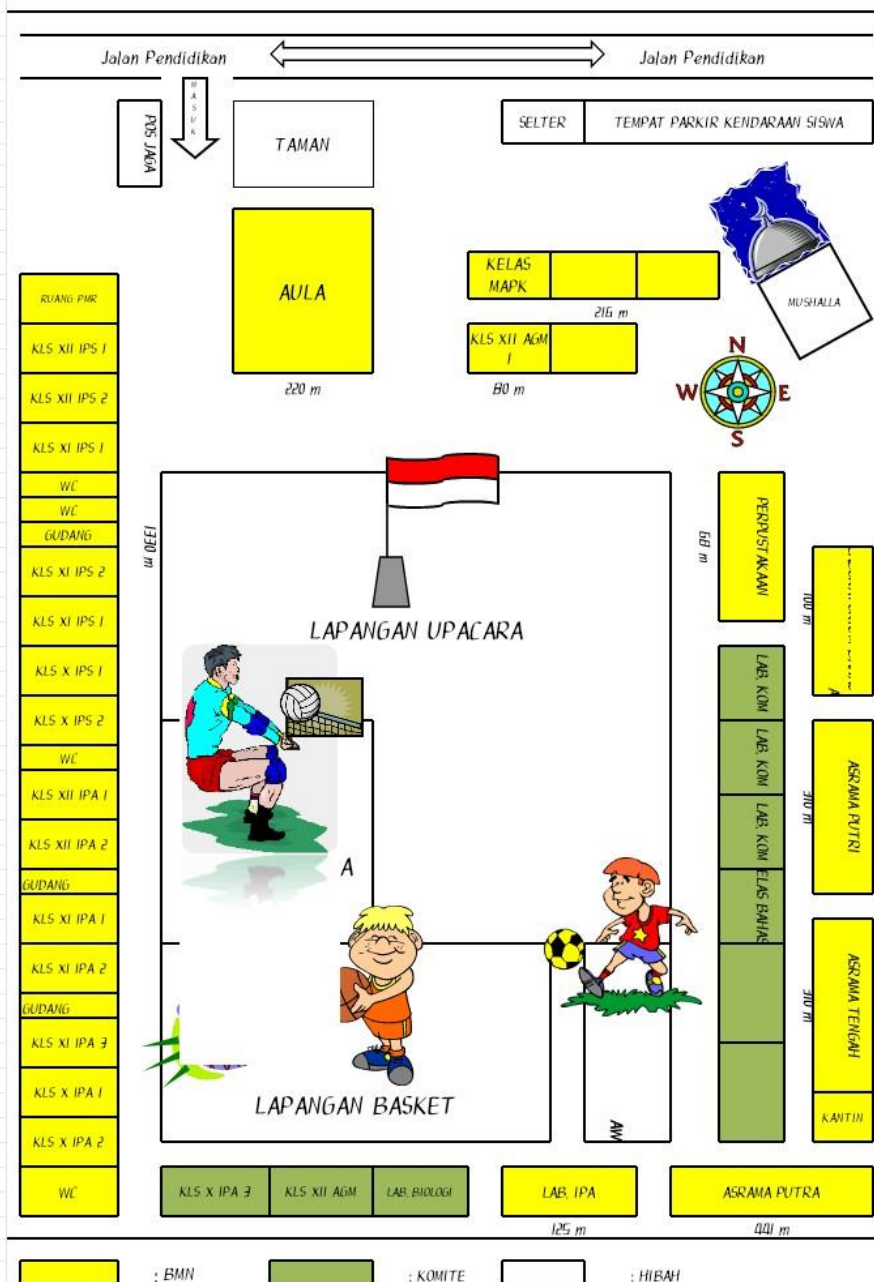 Jalan Pendidikan
Jalan Pendidikan
MASUK
POS JAGA
TAMAN
SELTER
TEMPAT PARKIR KENDARAAN SISWA
AULA
220 m
KELAS
MAPK
216 m
KLS XII AGM
1
80 m
MUSHALLA
N
W
E
S
RUANG PMR
KLS XII IPS 1
KLS XII IPS 2
KLS XI IPS 1
WC
WC
GUDANG
KLS XI IPS 2
KLS XI IPS 1
KLS X IPS 1
KLS X IPS 2
WC
KLS XII IPA 1
KLS XII IPA 2
GUDANG
KLS XI IPA 1
KLS XI IPA 2
GUDANG
KLS XI IPA 3
KLS X IPA 1
KLS X IPA 2
WC
1330 m
LAPANGAN UPACARA
A
LAPANGAN BASKET
AW
68 m
PERPUSTAKAAN
LAB. KOM
LAB. KOM
LAB. KOM
ELAS BAHAS
100 m
A
310 m
ASRAMA PUTRI
310 m
ASRAMA TENGAH
KANTIN
KLS X IPA 3
KLS XII AGM
LAB. BIOLOGI
LAB. IPA
125 m
ASRAMA PUTRA
441 m
: BMN
: KOMITE
: HIBAH